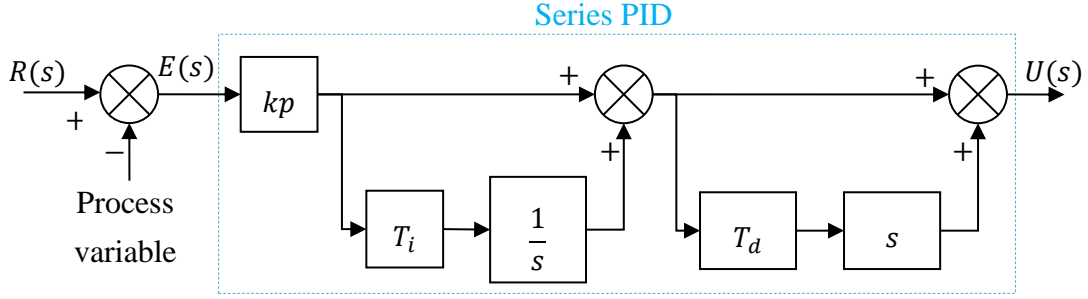 Series PID
R(s)
E(s)
kp
+
+
U(s)
+
−
+
+
Process
variable
T_i
1/s
T_d
s